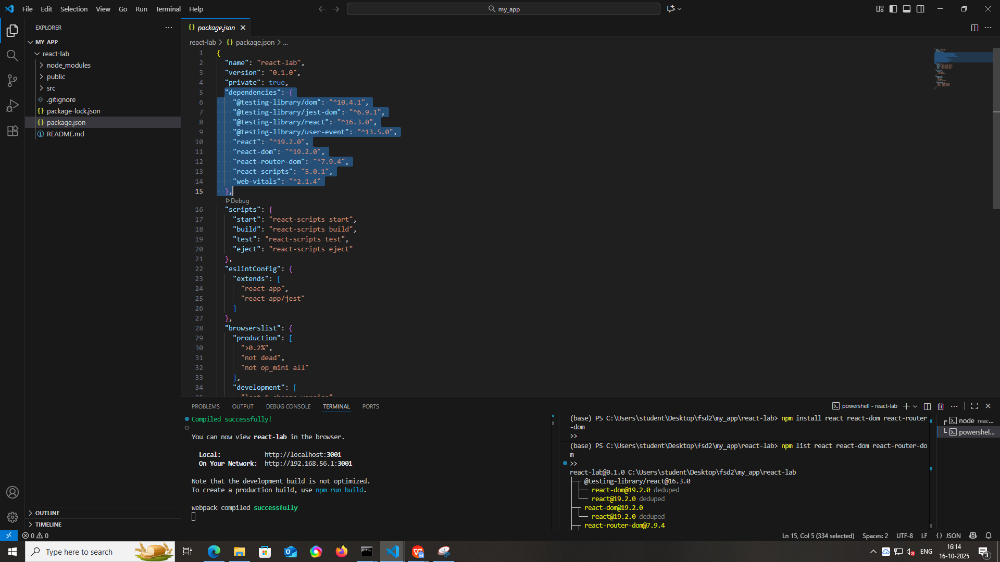 File Edit Selection View Go Run Terminal Help
my_app
EXPLORER
MY_APP
react-lab
node_modules
public
src
.gitignore
package-lock.json
package.json
README.md
OUTLINE
TIMELINE
package.json
react-lab > {} package.json > ...
1 {
2 "name": "react-lab",
3 "version": "0.1.0",
4 "private": true,
5 "dependencies": {
6 "@testing-library/dom": "^10.4.1",
7 "@testing-library/jest-dom": "^6.9.1",
8 "@testing-library/react": "^16.3.0",
9 "@testing-library/user-event": "^13.5.0",
10 "react": "^19.2.0",
11 "react-dom": "^19.2.0",
12 "react-router-dom": "^7.9.4",
13 "react-scripts": "5.0.1",
14 "web-vitals": "^2.1.4"
15 },
Debug
16 "scripts": {
17 "start": "react-scripts start",
18 "build": "react-scripts build",
19 "test": "react-scripts test",
20 "eject": "react-scripts eject"
21 },
22 "eslintConfig": {
23 "extends": [
24 "react-app",
25 "react-app/jest"
26 ]
27 },
28 "browserslist": {
29 "production": [
30 ">0.2%",
31 "not dead",
32 "not op_mini all"
33 ],
34 "development": [
35 "last 1 chrome version"
PROBLEMS OUTPUT DEBUG CONSOLE TERMINAL PORTS
powershell - react-lab
Compiled successfully!
You can now view react-lab in the browser.
Local: http://localhost:3001
On Your Network: http://192.168.56.1:3001
Note that the development build is not optimized.
To create a production build, use npm run build.
webpack compiled successfully
(base) PS C:\Users\student\Desktop\fsd2\my_app\react-lab> npm install react react-dom react-router
-dom
>>
(base) PS C:\Users\student\Desktop\fsd2\my_app\react-lab> npm list react react-dom react-router-do
m
>>
react-lab@0.1.0 C:\Users\student\Desktop\fsd2\my_app\react-lab
@testing-library/react@16.3.0
react-dom@19.2.0 deduped
react@19.2.0 deduped
react-dom@19.2.0
react@19.2.0 deduped
react-router-dom@7.9.4
node reac...
powershel...
0 0
Ln 15, Col 5 (334 selected) Spaces: 2 UTF-8 LF {} JSON
Type here to search
ENG
16:14
16-10-2025
3